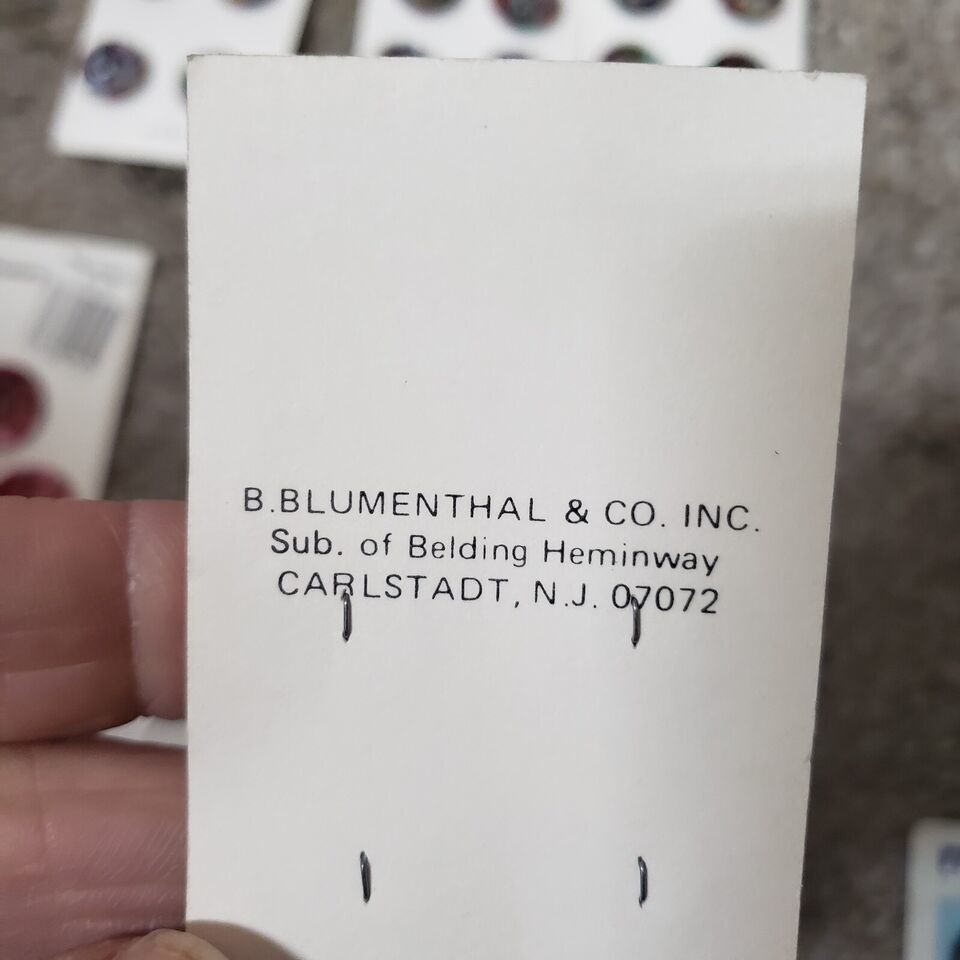 B.BLUMENTHAL & CO. INC.
Sub. of Belding Heminway
CARLSTADT, N.J. 07072